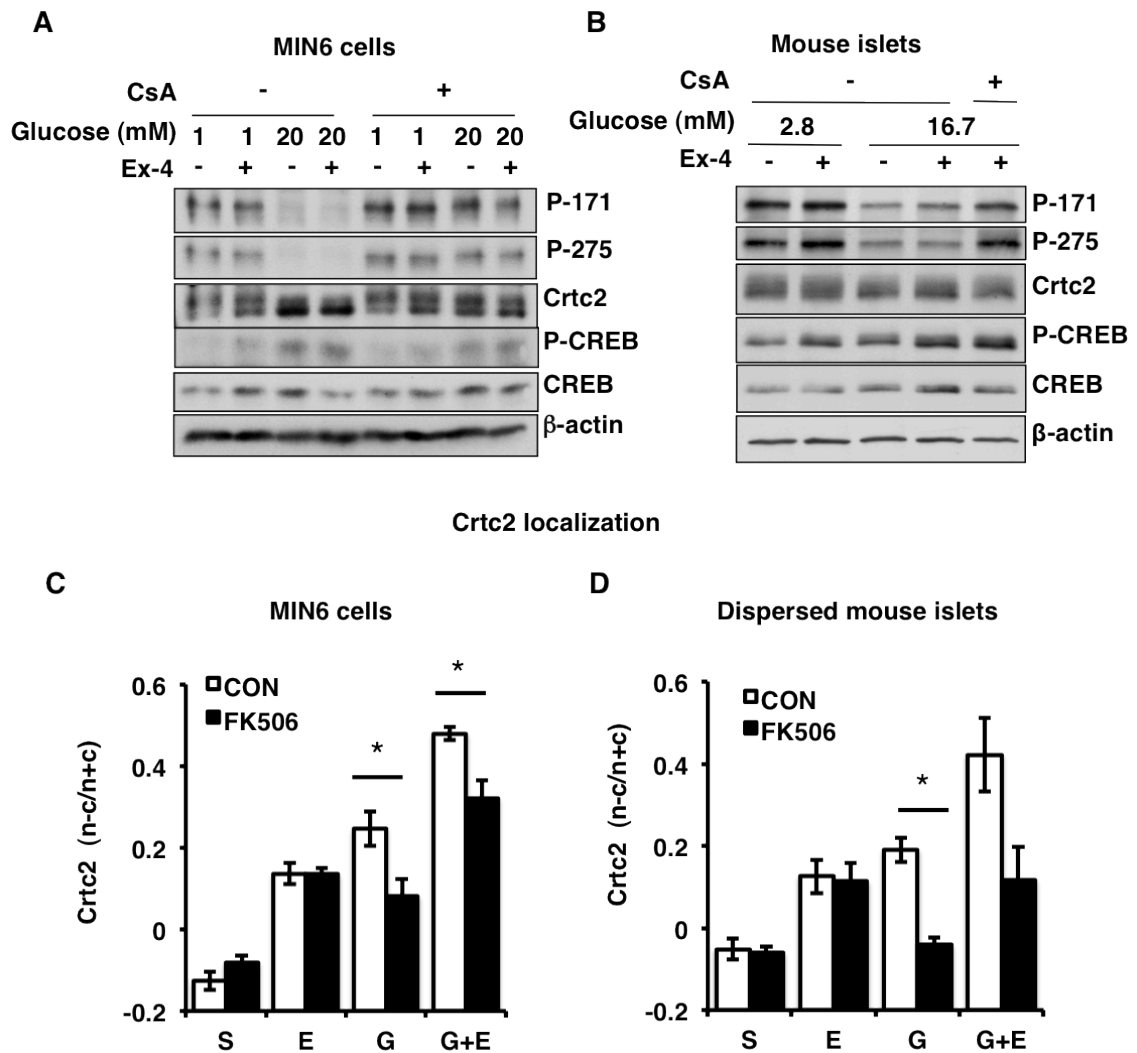 A
MIN6 cells
CsA - +
Glucose (mM) 1 1 20 20 1 1 20 20
Ex-4 - + - + - + - +
P-171
P-275
Crtc2
P-CREB
CREB
β-actin
B
Mouse islets
CsA - +
Glucose (mM) 2.8 16.7
Ex-4 - + - + +
P-171
P-275
Crtc2
P-CREB
CREB
β-actin
Crtc2 localization
C
MIN6 cells
Crtc2 (n-c/n+c)
0.6
0.4
0.2
0
-0.2
CON
FK506
*
*
S E G G+E
D
Dispersed mouse islets
Crtc2 (n-c/n+c)
0.6
0.4
0.2
0
-0.2
CON
FK506
*
S E G G+E